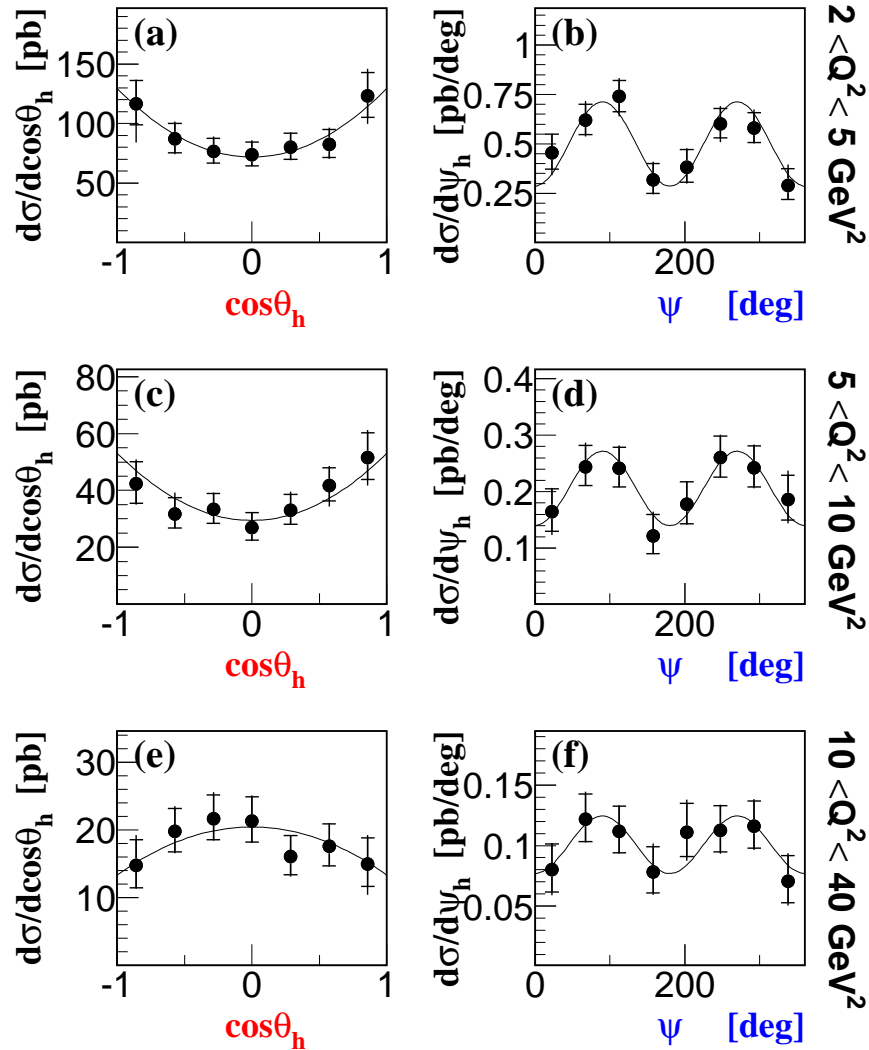 (a)
dσ/dcosθh [pb]
150
100
50
-1 0 1
cosθh
(b)
dσ/dψh [pb/deg]
1
0.75
0.5
0.25
0 200
ψ [deg]
2 <Q2< 5 GeV2
(c)
dσ/dcosθh [pb]
80
60
40
20
-1 0 1
cosθh
(d)
dσ/dψh [pb/deg]
0.4
0.3
0.2
0.1
0 200
ψ [deg]
5 <Q2< 10 GeV2
(e)
dσ/dcosθh [pb]
30
20
10
-1 0 1
cosθh
(f)
dσ/dψh [pb/deg]
0.15
0.1
0.05
0 200
ψ [deg]
10 <Q2< 40 GeV2